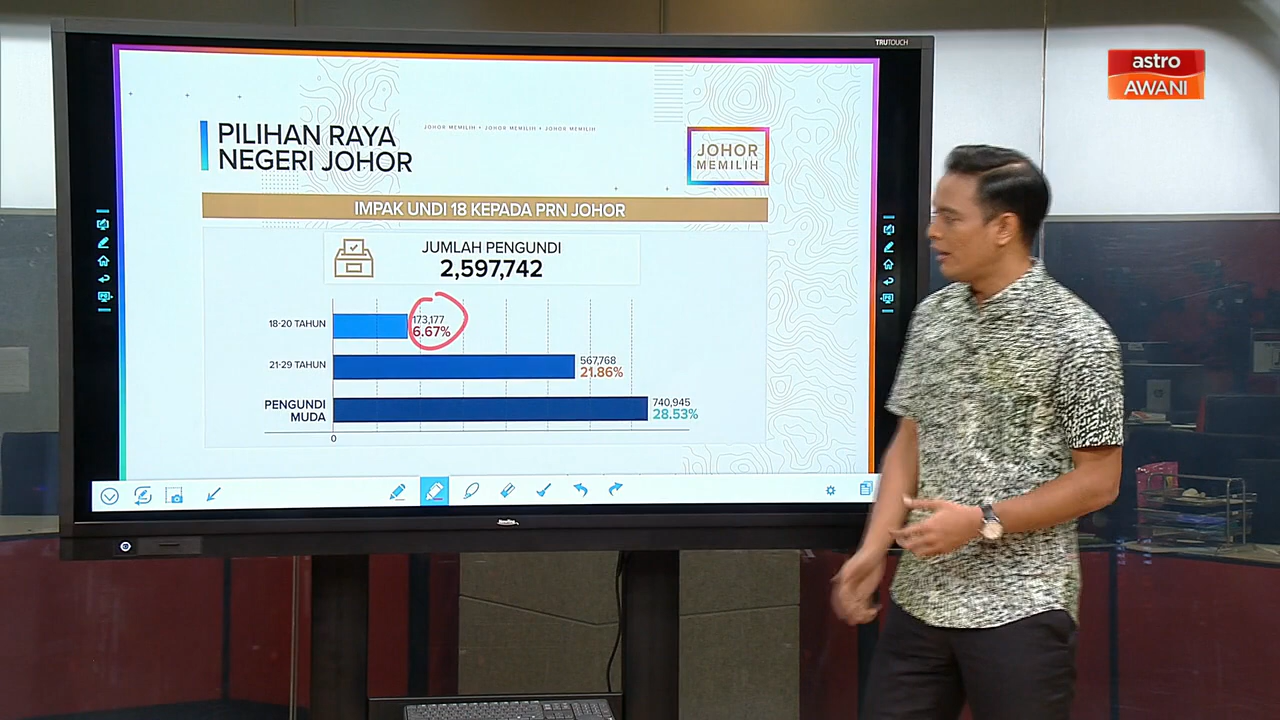 TRUTOUCH
astro
AWANI
PILIHAN RAYA
NEGERI JOHOR
JOHOR MEMILIH • JOHOR MEMILIH • JOHOR MEMILIH
JOHOR
MEMILIH
IMPAK UNDI 18 KEPADA PRN JOHOR
JUMLAH PENGUNDI
2,597,742
18-20 TAHUN
173,177
6.67%
21-29 TAHUN
567,768
21.86%
PENGUNDI
MUDA
740,945
28.53%
0